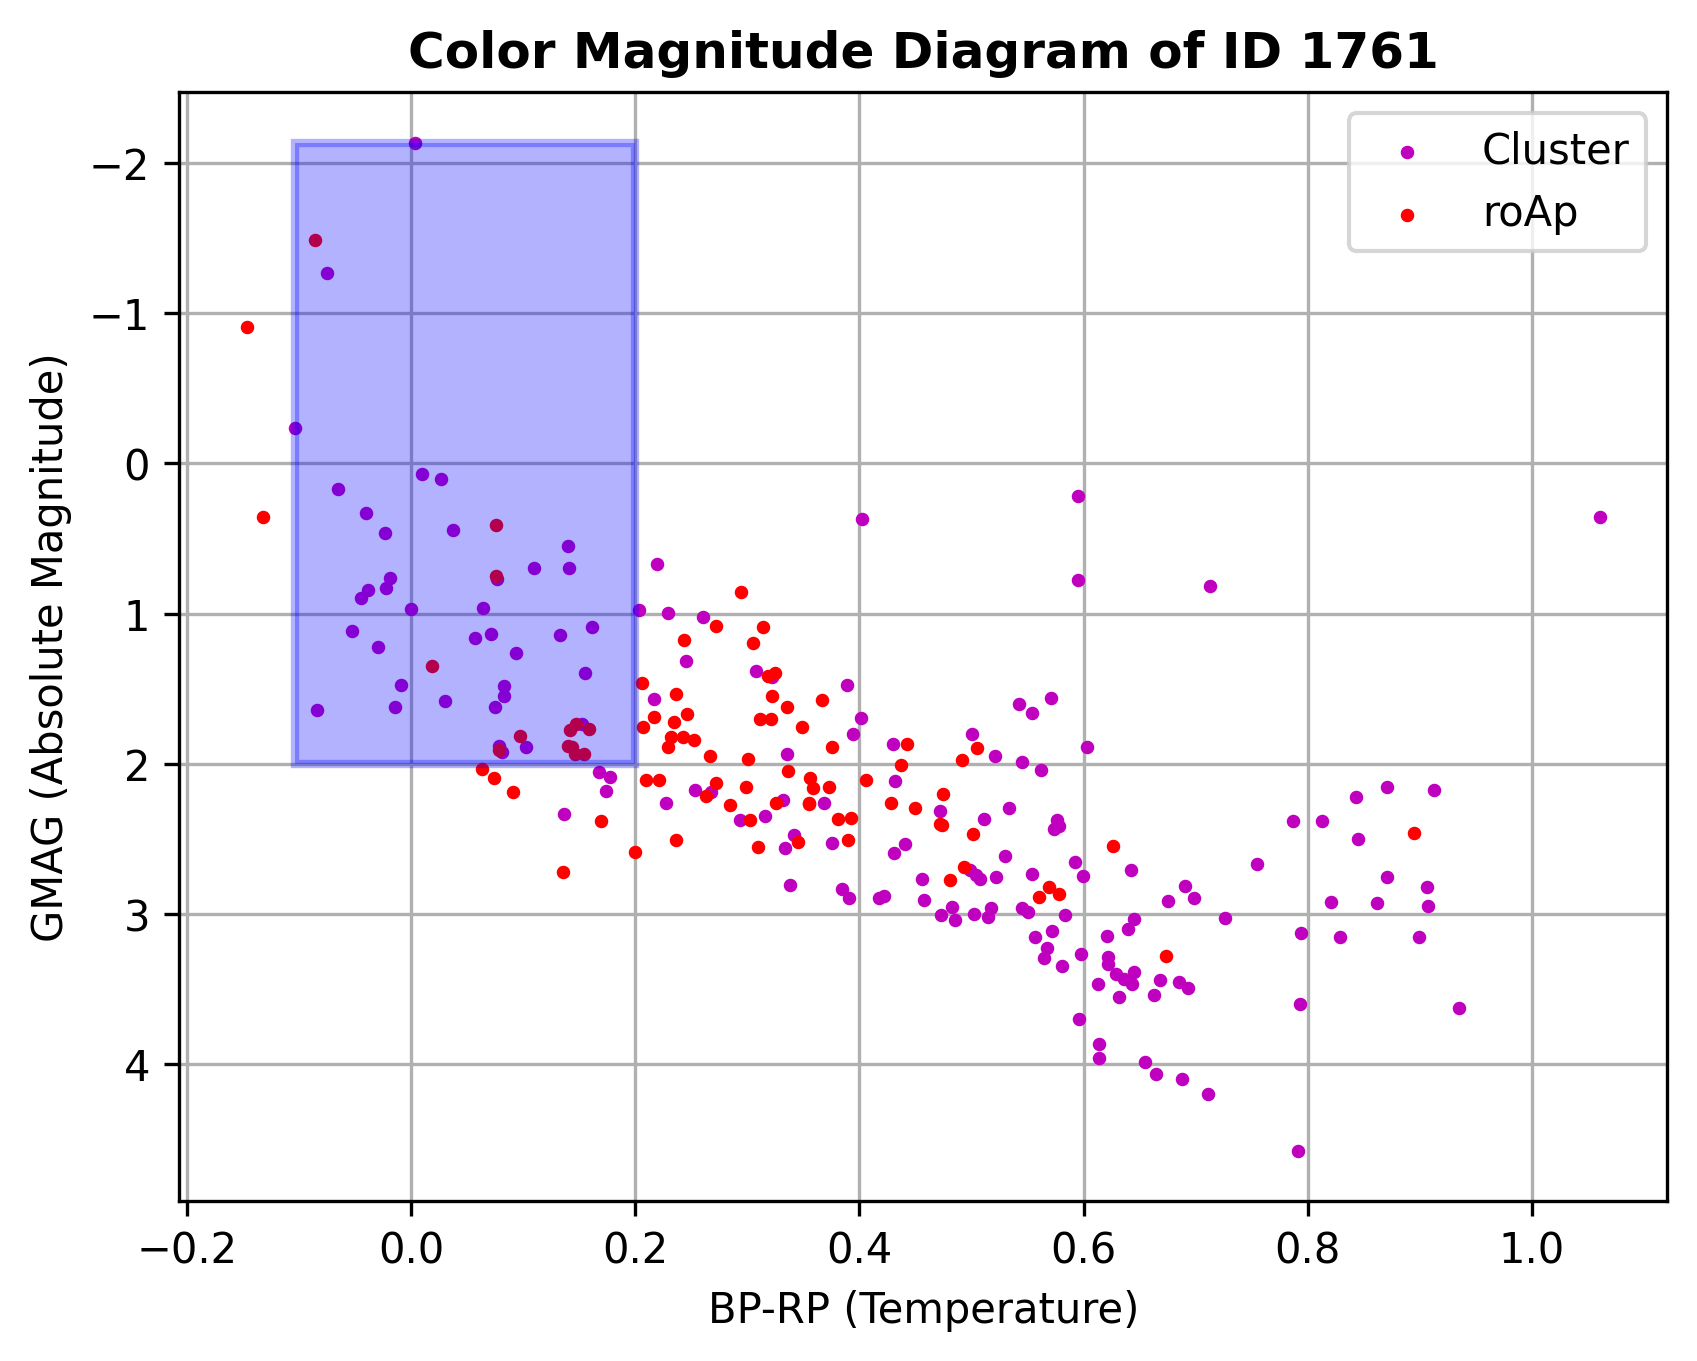 Color Magnitude Diagram of ID 1761
Cluster
roAp
−2
−1
0
1
2
3
4
GMAG (Absolute Magnitude)
−0.2 0.0 0.2 0.4 0.6 0.8 1.0
BP-RP (Temperature)